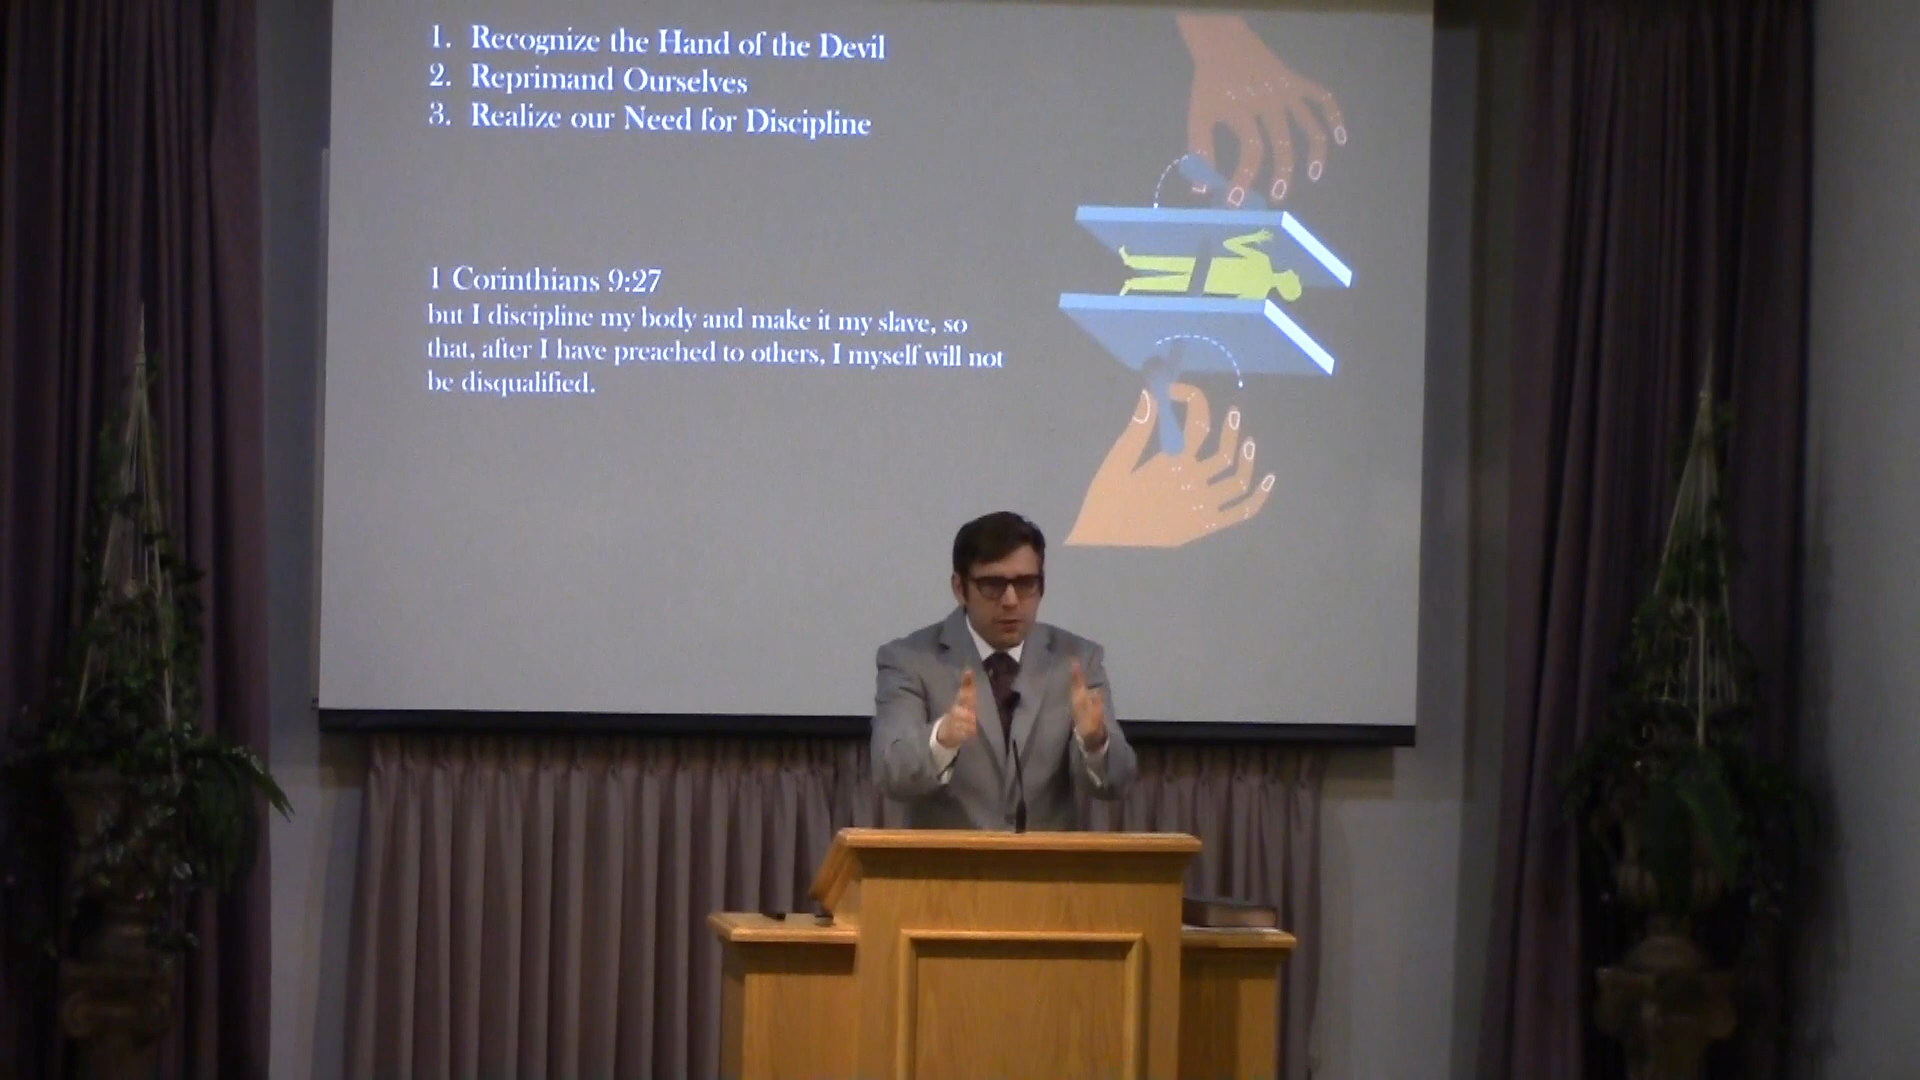 1. Recognize the Hand of the Devil
2. Reprimand Ourselves
3. Realize our Need for Discipline
1 Corinthians 9:27
but I discipline my body and make it my slave, so
that, after I have preached to others, I myself will not
be disqualified.